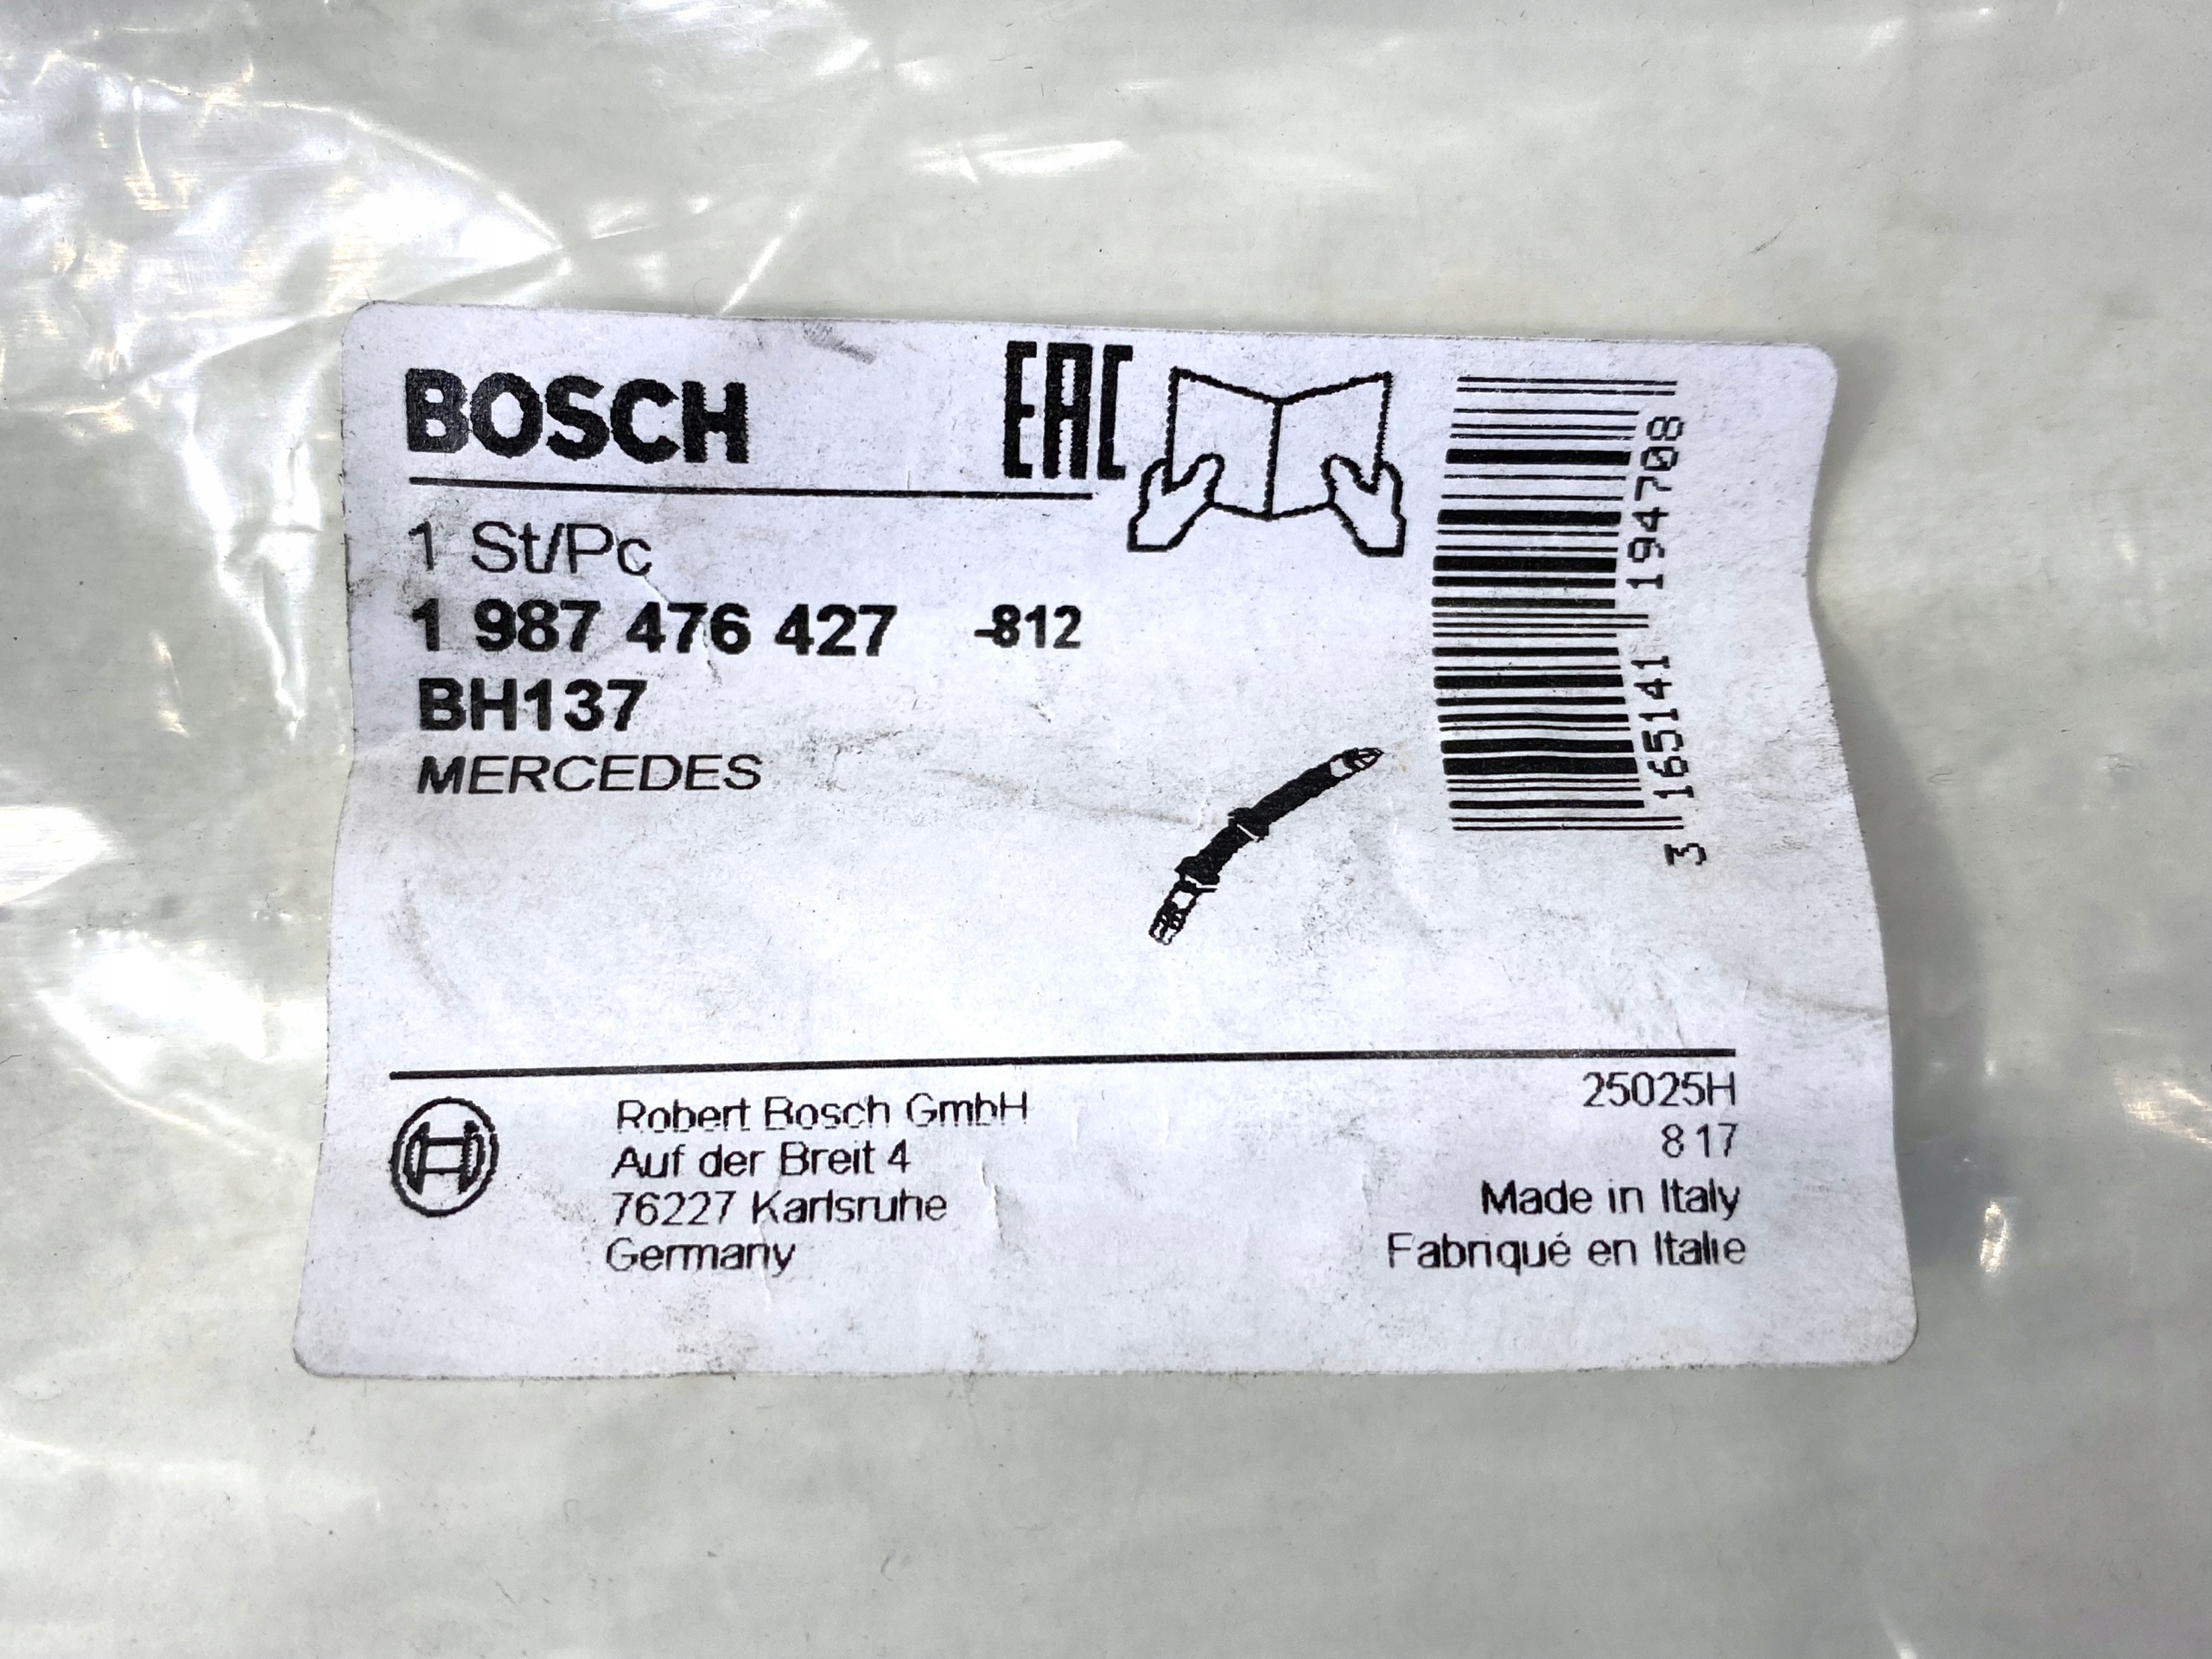 BOSCH
EAC
1 St/Pc
1 987 476 427 -812
BH137
MERCEDES
3 165141 194708
Robert Bosch GmbH
Auf der Breit 4
76227 Karlsruhe
Germany
25025H
8 17
Made in Italy
Fabriqué en Italie